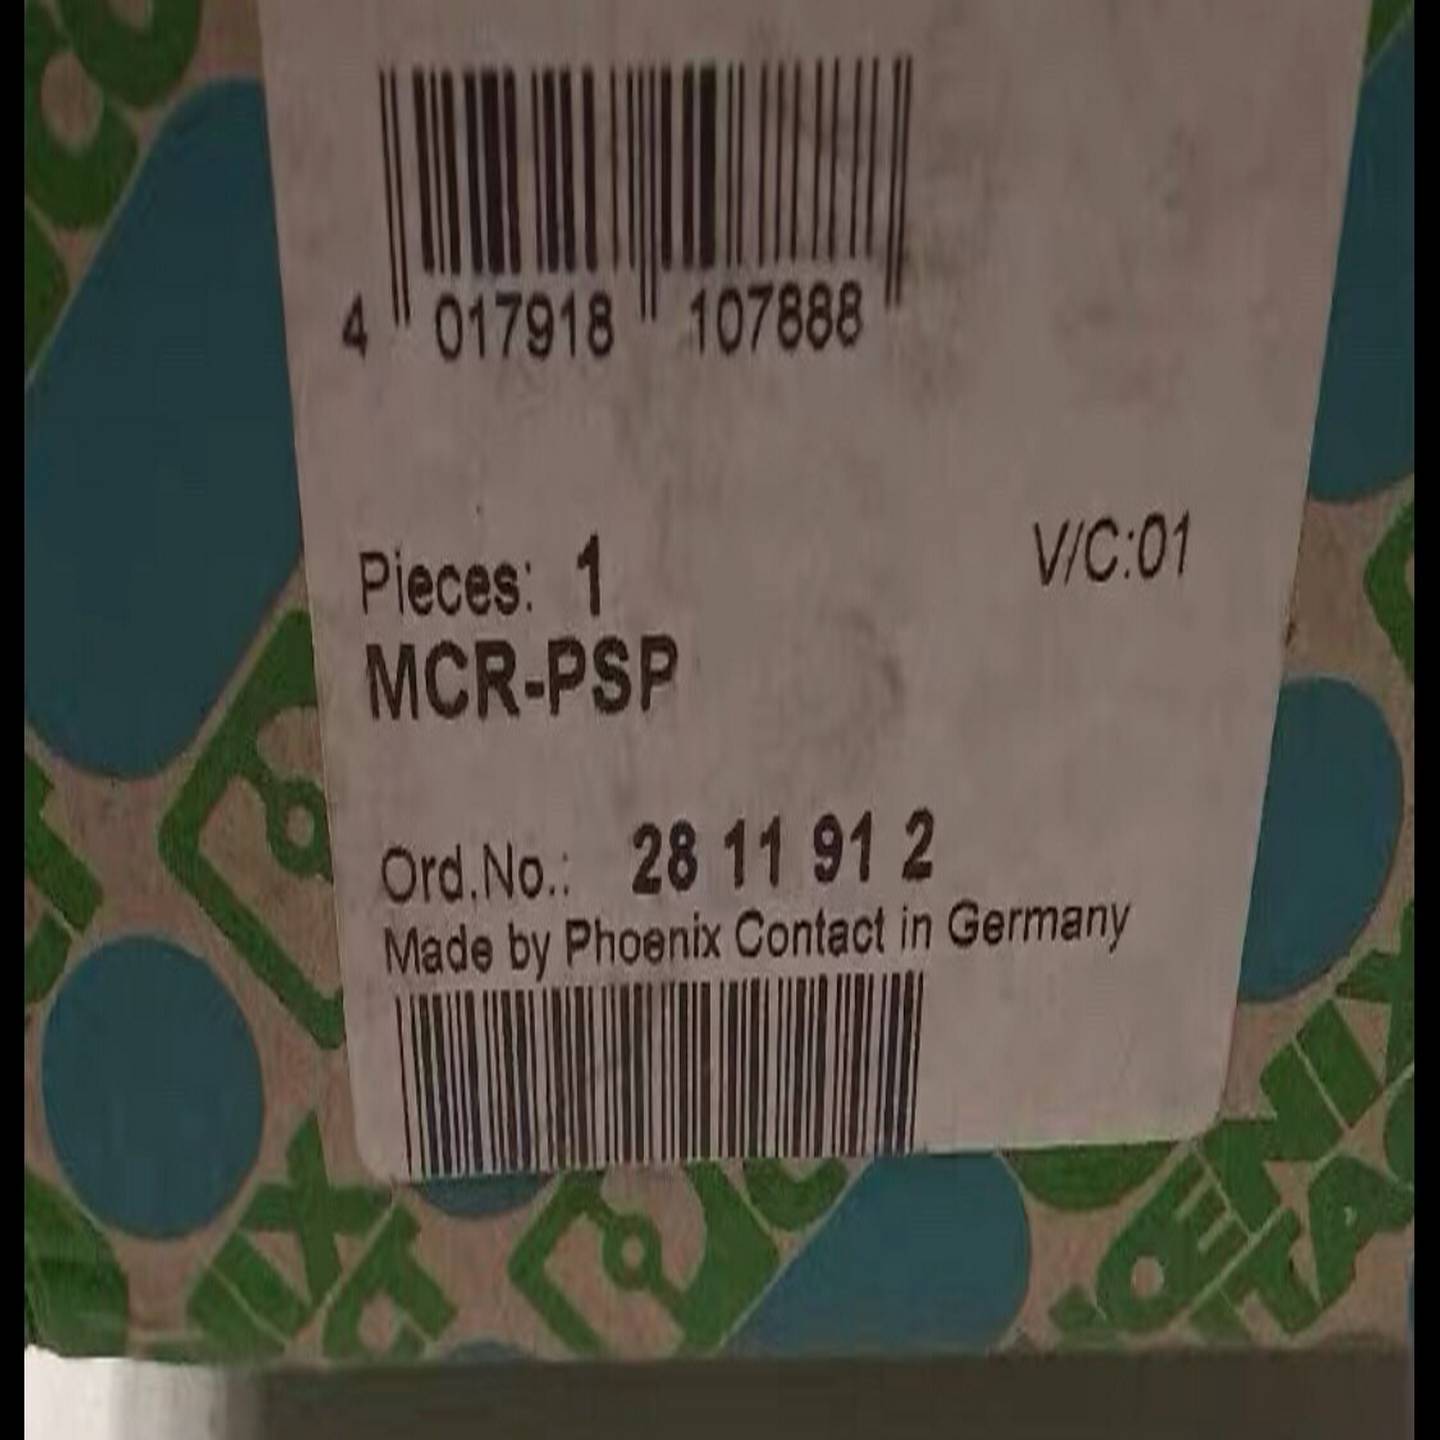 4 017918 107888
Pieces: 1
V/C:01
MCR-PSP
Ord.No.: 28 11 91 2
Made by Phoenix Contact in Germany